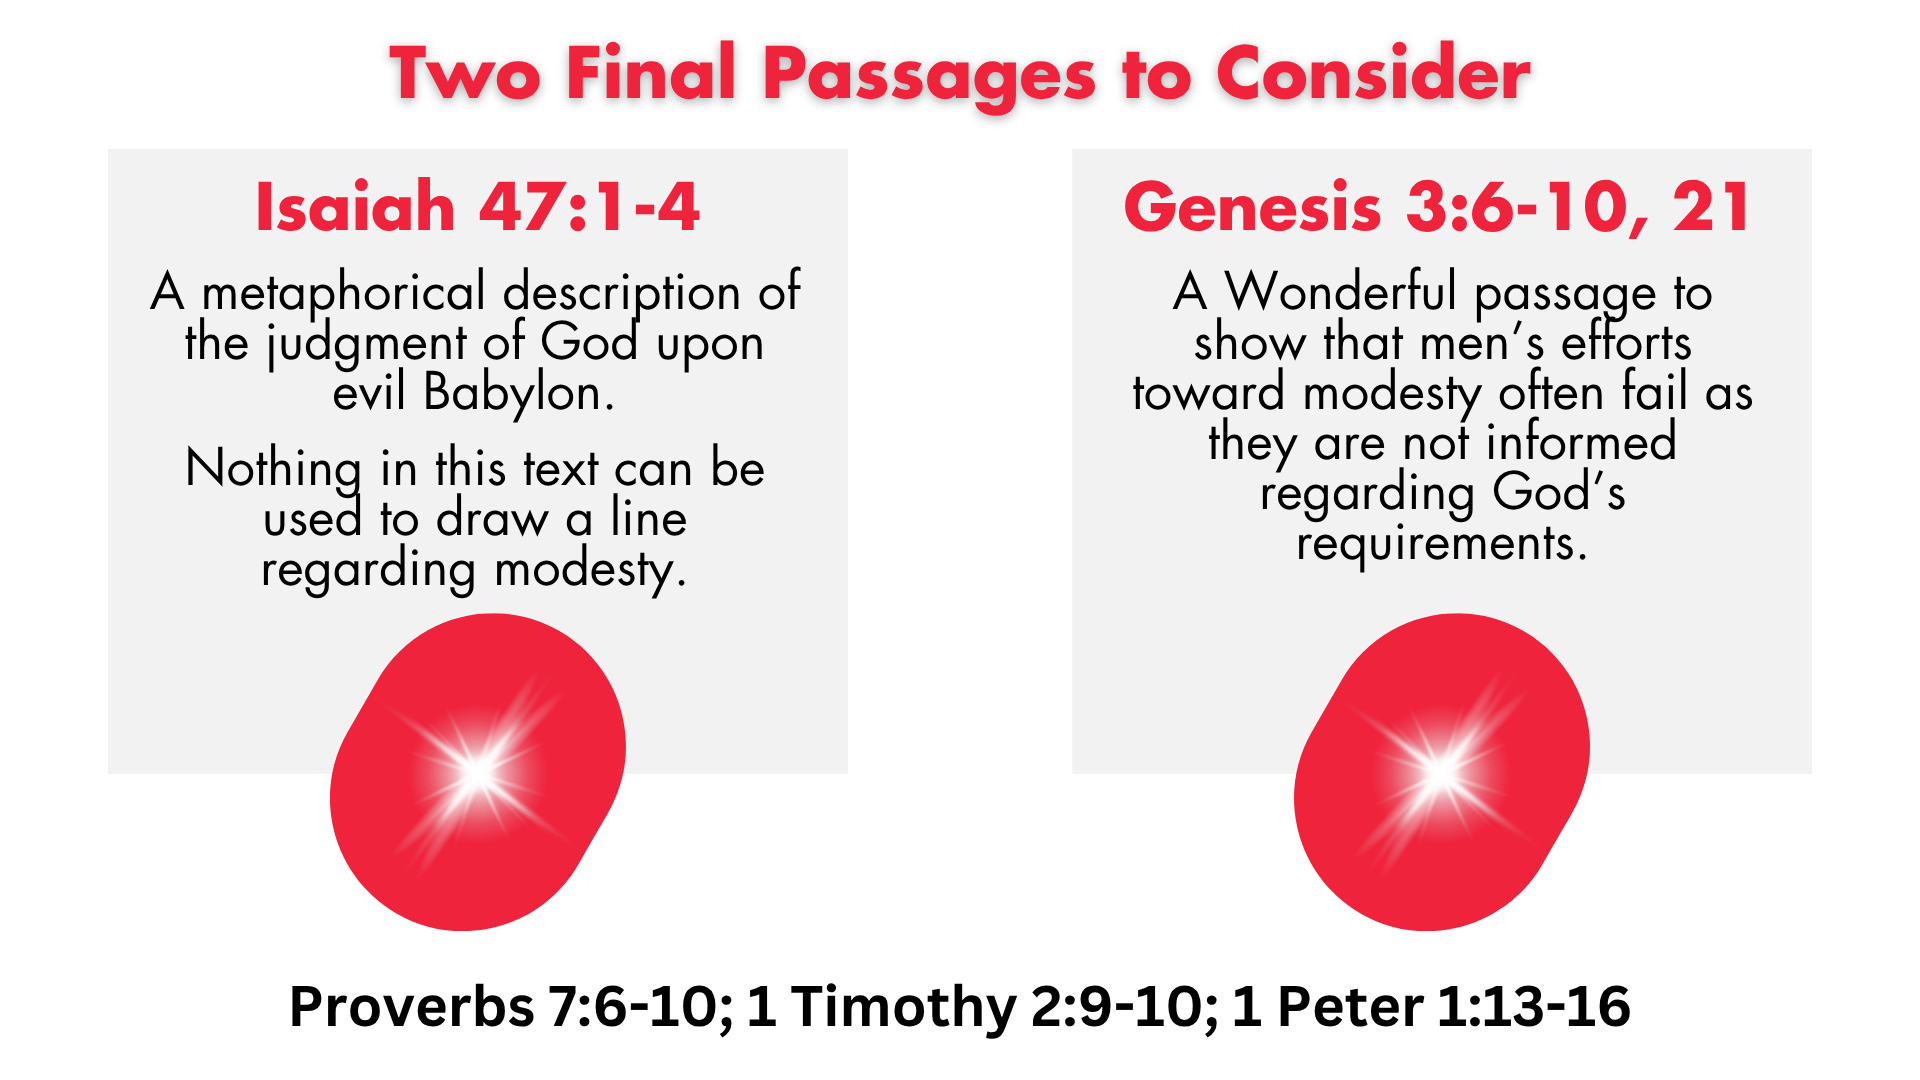 Two Final Passages to Consider
Isaiah 47:1-4
A metaphorical description of
the judgment of God upon
evil Babylon.
Nothing in this text can be
used to draw a line
regarding modesty.
Genesis 3:6-10, 21
A Wonderful passage to
show that men’s efforts
toward modesty often fail as
they are not informed
regarding God’s
requirements.
Proverbs 7:6-10; 1 Timothy 2:9-10; 1 Peter 1:13-16